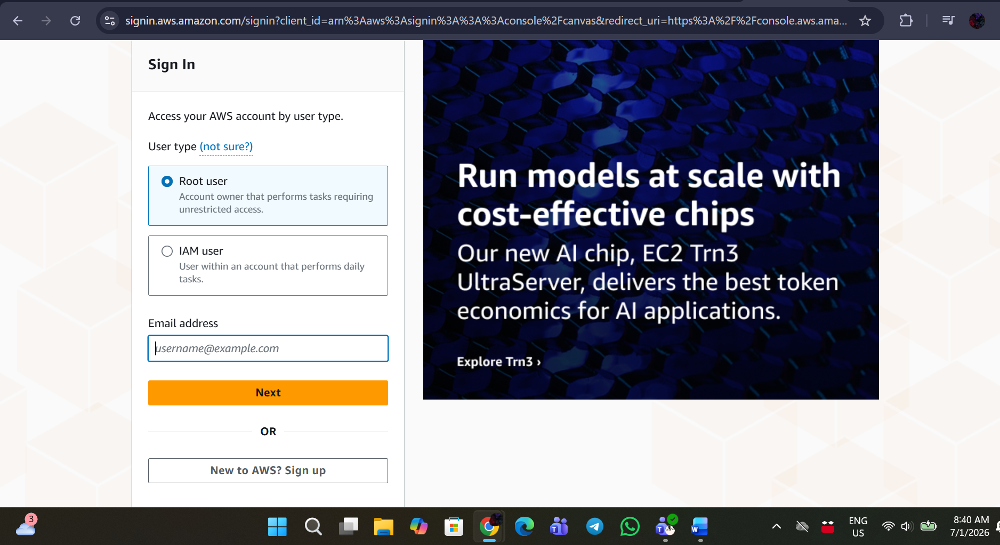 signin.aws.amazon.com/signin?client_id=arn%3Aaws%3Asignin%3A%3A%3Aconsole%2Fcanvas&redirect_uri=https%3A%2F%2Fconsole.aws.ama...
Sign In
Access your AWS account by user type.
User type (not sure?)
Root user
Account owner that performs tasks requiring
unrestricted access.
IAM user
User within an account that performs daily
tasks.
Email address
username@example.com
Next
OR
New to AWS? Sign up
Run models at scale with
cost-effective chips
Our new AI chip, EC2 Trn3
UltraServer, delivers the best token
economics for AI applications.
Explore Trn3 ›
3
T
T
W
ENG
US
8:40 AM
7/1/2026